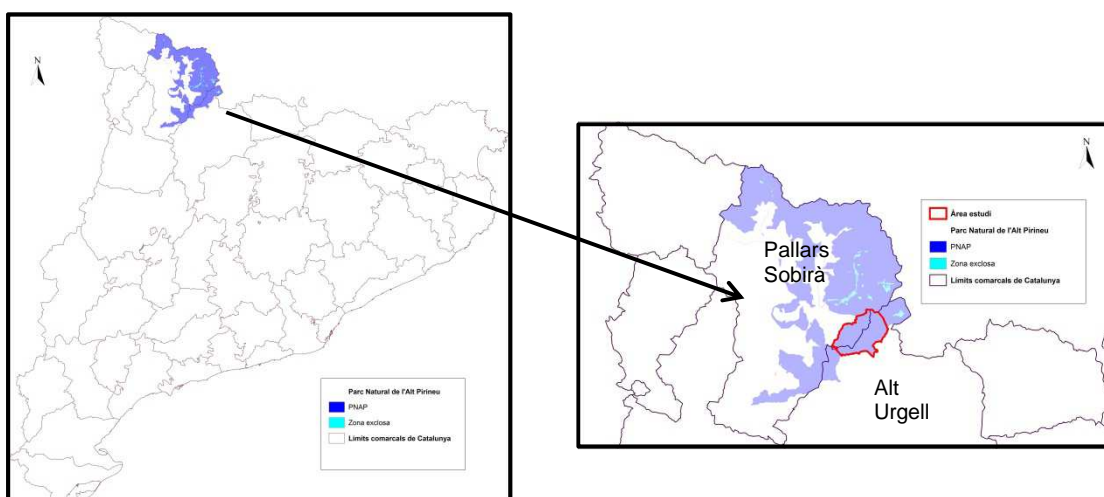 N
Parc Natural de l'Alt Pirineu
PNAP
Zona exclosa
Límits comarcals de Catalunya
N
Pallars
Sobirà
Alt
Urgell
Àrea estudi
Parc Natural de l'Alt Pirineu
PNAP
Zona exclosa
Límits comarcals de Catalunya